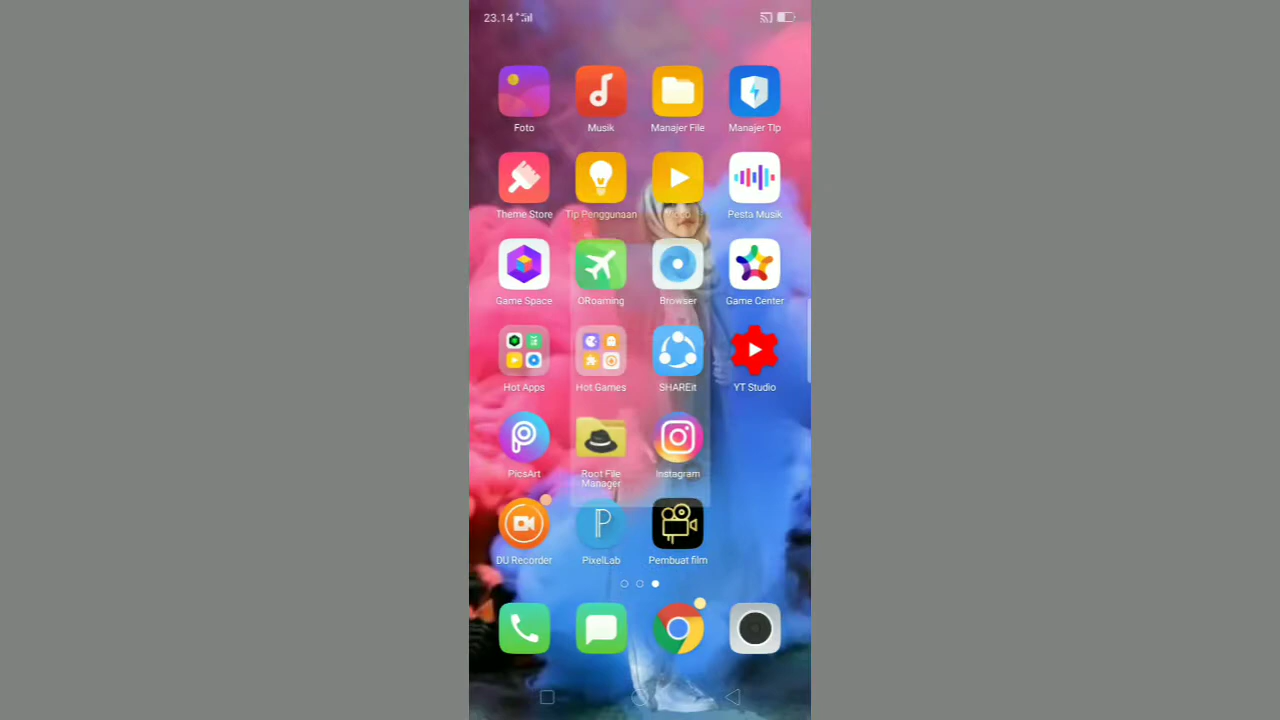 23.14
Foto
Musik
Manajer File
Manajer Tlp
Theme Store
Tip Penggunaan
Pesta Musik
Game Space
ORoaming
Browser
Game Center
Hot Apps
Hot Games
SHAREit
YT Studio
PicsArt
Root File
Manager
Instagram
DU Recorder
PixelLab
Pembuat film